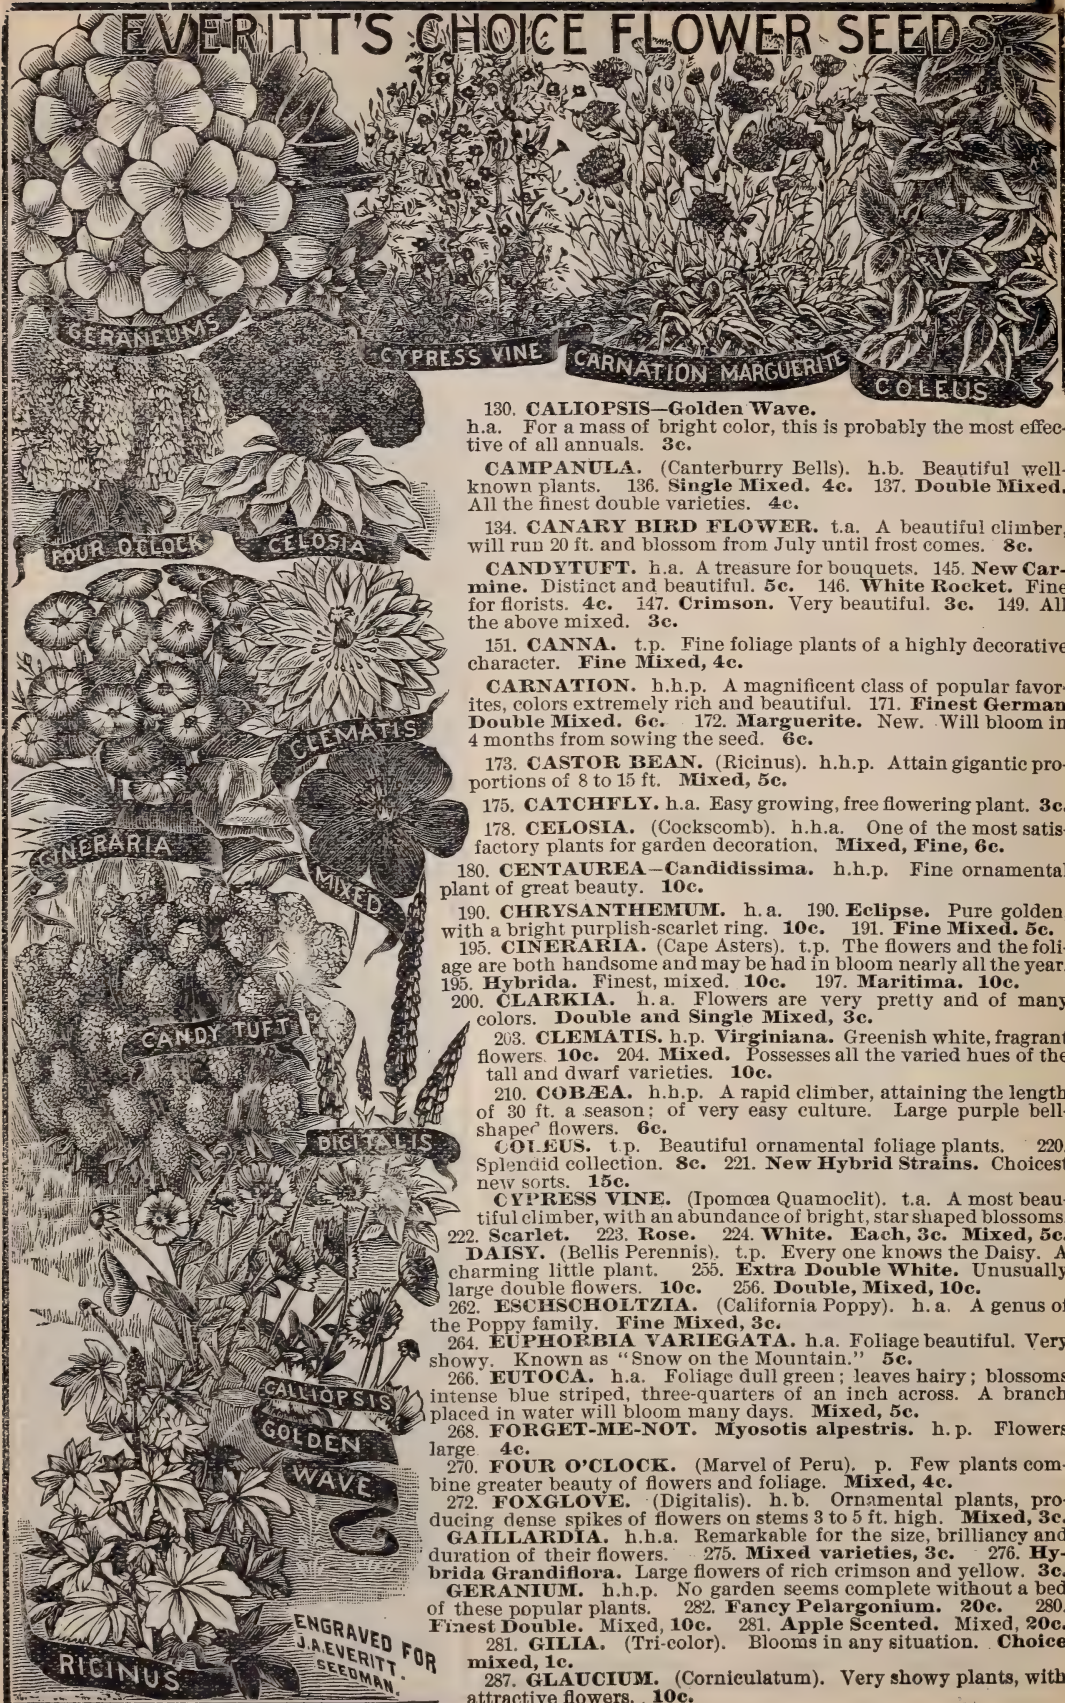 EVERITT'S CHOICE FLOWER SEEDS.
GERANEUMS
CYPRESS VINE
CARNATION MARGUERITE
COLEUS
FOUR O'CLOCK
CELOSIA
CLEMATIS
MIXED
CINERARIA
CANDY TUFT
DIGITALIS
CALLIOPSIS
GOLDEN
WAVE
RICINUS
ENGRAVED FOR
J.A.EVERITT.
SEEDMAN.
130. CALIOPSIS—Golden Wave.
h.a. For a mass of bright color, this is probably the most effec-
tive of all annuals. 3c.
CAMPANULA. (Canterburry Bells). h.b. Beautiful well-
known plants. 136. Single Mixed. 4c. 137. Double Mixed.
All the finest double varieties. 4c.
134. CANARY BIRD FLOWER. t.a. A beautiful climber,
will run 20 ft. and blossom from July until frost comes. 8c.
CANDYTUFT. h.a. A treasure for bouquets. 145. New Car-
mine. Distinct and beautiful. 5c. 146. White Rocket. Fine
for florists. 4c. 147. Crimson. Very beautiful. 3c. 149. All
the above mixed. 3c.
151. CANNA. t.p. Fine foliage plants of a highly decorative
character. Fine Mixed, 4c.
CARNATION. h.h.p. A magnificent class of popular favor-
ites, colors extremely rich and beautiful. 171. Finest German
Double Mixed. 6c. 172. Marguerite. New. Will bloom in
4 months from sowing the seed. 6c.
173. CASTOR BEAN. (Ricinus). h.h.p. Attain gigantic pro-
portions of 8 to 15 ft. Mixed, 5c.
175. CATCHFLY. h.a. Easy growing, free flowering plant. 3c.
178. CELOSIA. (Cockscomb). h.h.a. One of the most satis-
factory plants for garden decoration. Mixed, Fine, 6c.
180. CENTAUREA—Candidissima. h.h.p. Fine ornamental
plant of great beauty. 10c.
190. CHRYSANTHEMUM. h.a. 190. Eclipse. Pure golden
with a bright purplish-scarlet ring. 10c. 191. Fine Mixed. 5c.
195. CINERARIA. (Cape Asters). t.p. The flowers and the foli-
age are both handsome and may be had in bloom nearly all the year.
195. Hybrida. Finest, mixed. 10c. 197. Maritima. 10c.
200. CLARKIA. h.a. Flowers are very pretty and of many
colors. Double and Single Mixed, 3c.
203. CLEMATIS. h.p. Virginiana. Greenish white, fragrant
flowers. 10c. 204. Mixed. Possesses all the varied hues of the
tall and dwarf varieties. 10c.
210. COBÆA. h.h.p. A rapid climber, attaining the length
of 30 ft. a season; of very easy culture. Large purple bell-
shaped flowers. 6c.
COLEUS. t.p. Beautiful ornamental foliage plants. 220.
Splendid collection. 8c. 221. New Hybrid Strains. Choicest
new sorts. 15c.
CYPRESS VINE. (Ipomœa Quamoclit). t.a. A most beau-
tiful climber, with an abundance of bright, star shaped blossoms.
222. Scarlet. 223. Rose. 224. White. Each, 3c. Mixed, 5c.
DAISY. (Bellis Perennis). t.p. Every one knows the Daisy. A
charming little plant. 255. Extra Double White. Unusually
large double flowers. 10c. 256. Double, Mixed, 10c.
262. ESCHSCHOLTZIA. (California Poppy). h.a. A genus of
the Poppy family. Fine Mixed, 3c.
264. EUPHORBIA VARIEGATA. h.a. Foliage beautiful. Very
showy. Known as "Snow on the Mountain." 5c.
266. EUTOCA. h.a. Foliage dull green; leaves hairy; blossoms
intense blue striped, three-quarters of an inch across. A branch
placed in water will bloom many days. Mixed, 5c.
268. FORGET-ME-NOT. Myosotis alpestris. h.p. Flowers
large. 4c.
270. FOUR O'CLOCK. (Marvel of Peru). p. Few plants com-
bine greater beauty of flowers and foliage. Mixed, 4c.
272. FOXGLOVE. (Digitalis). h.b. Ornamental plants, pro-
ducing dense spikes of flowers on stems 3 to 5 ft. high. Mixed, 3c.
GAILLARDIA. h.h.a. Remarkable for the size, brilliancy and
duration of their flowers. 275. Mixed varieties, 3c. 276. Hy-
brida Grandiflora. Large flowers of rich crimson and yellow. 3c.
GERANIUM. h.h.p. No garden seems complete without a bed
of these popular plants. 282. Fancy Pelargonium. 20c. 280.
Finest Double. Mixed, 10c. 281. Apple Scented. Mixed, 20c.
281. GILIA. (Tri-color). Blooms in any situation. Choice
mixed, 1c.
287. GLAUCIUM. (Corniculatum). Very showy plants, with
attractive flowers. 10c.